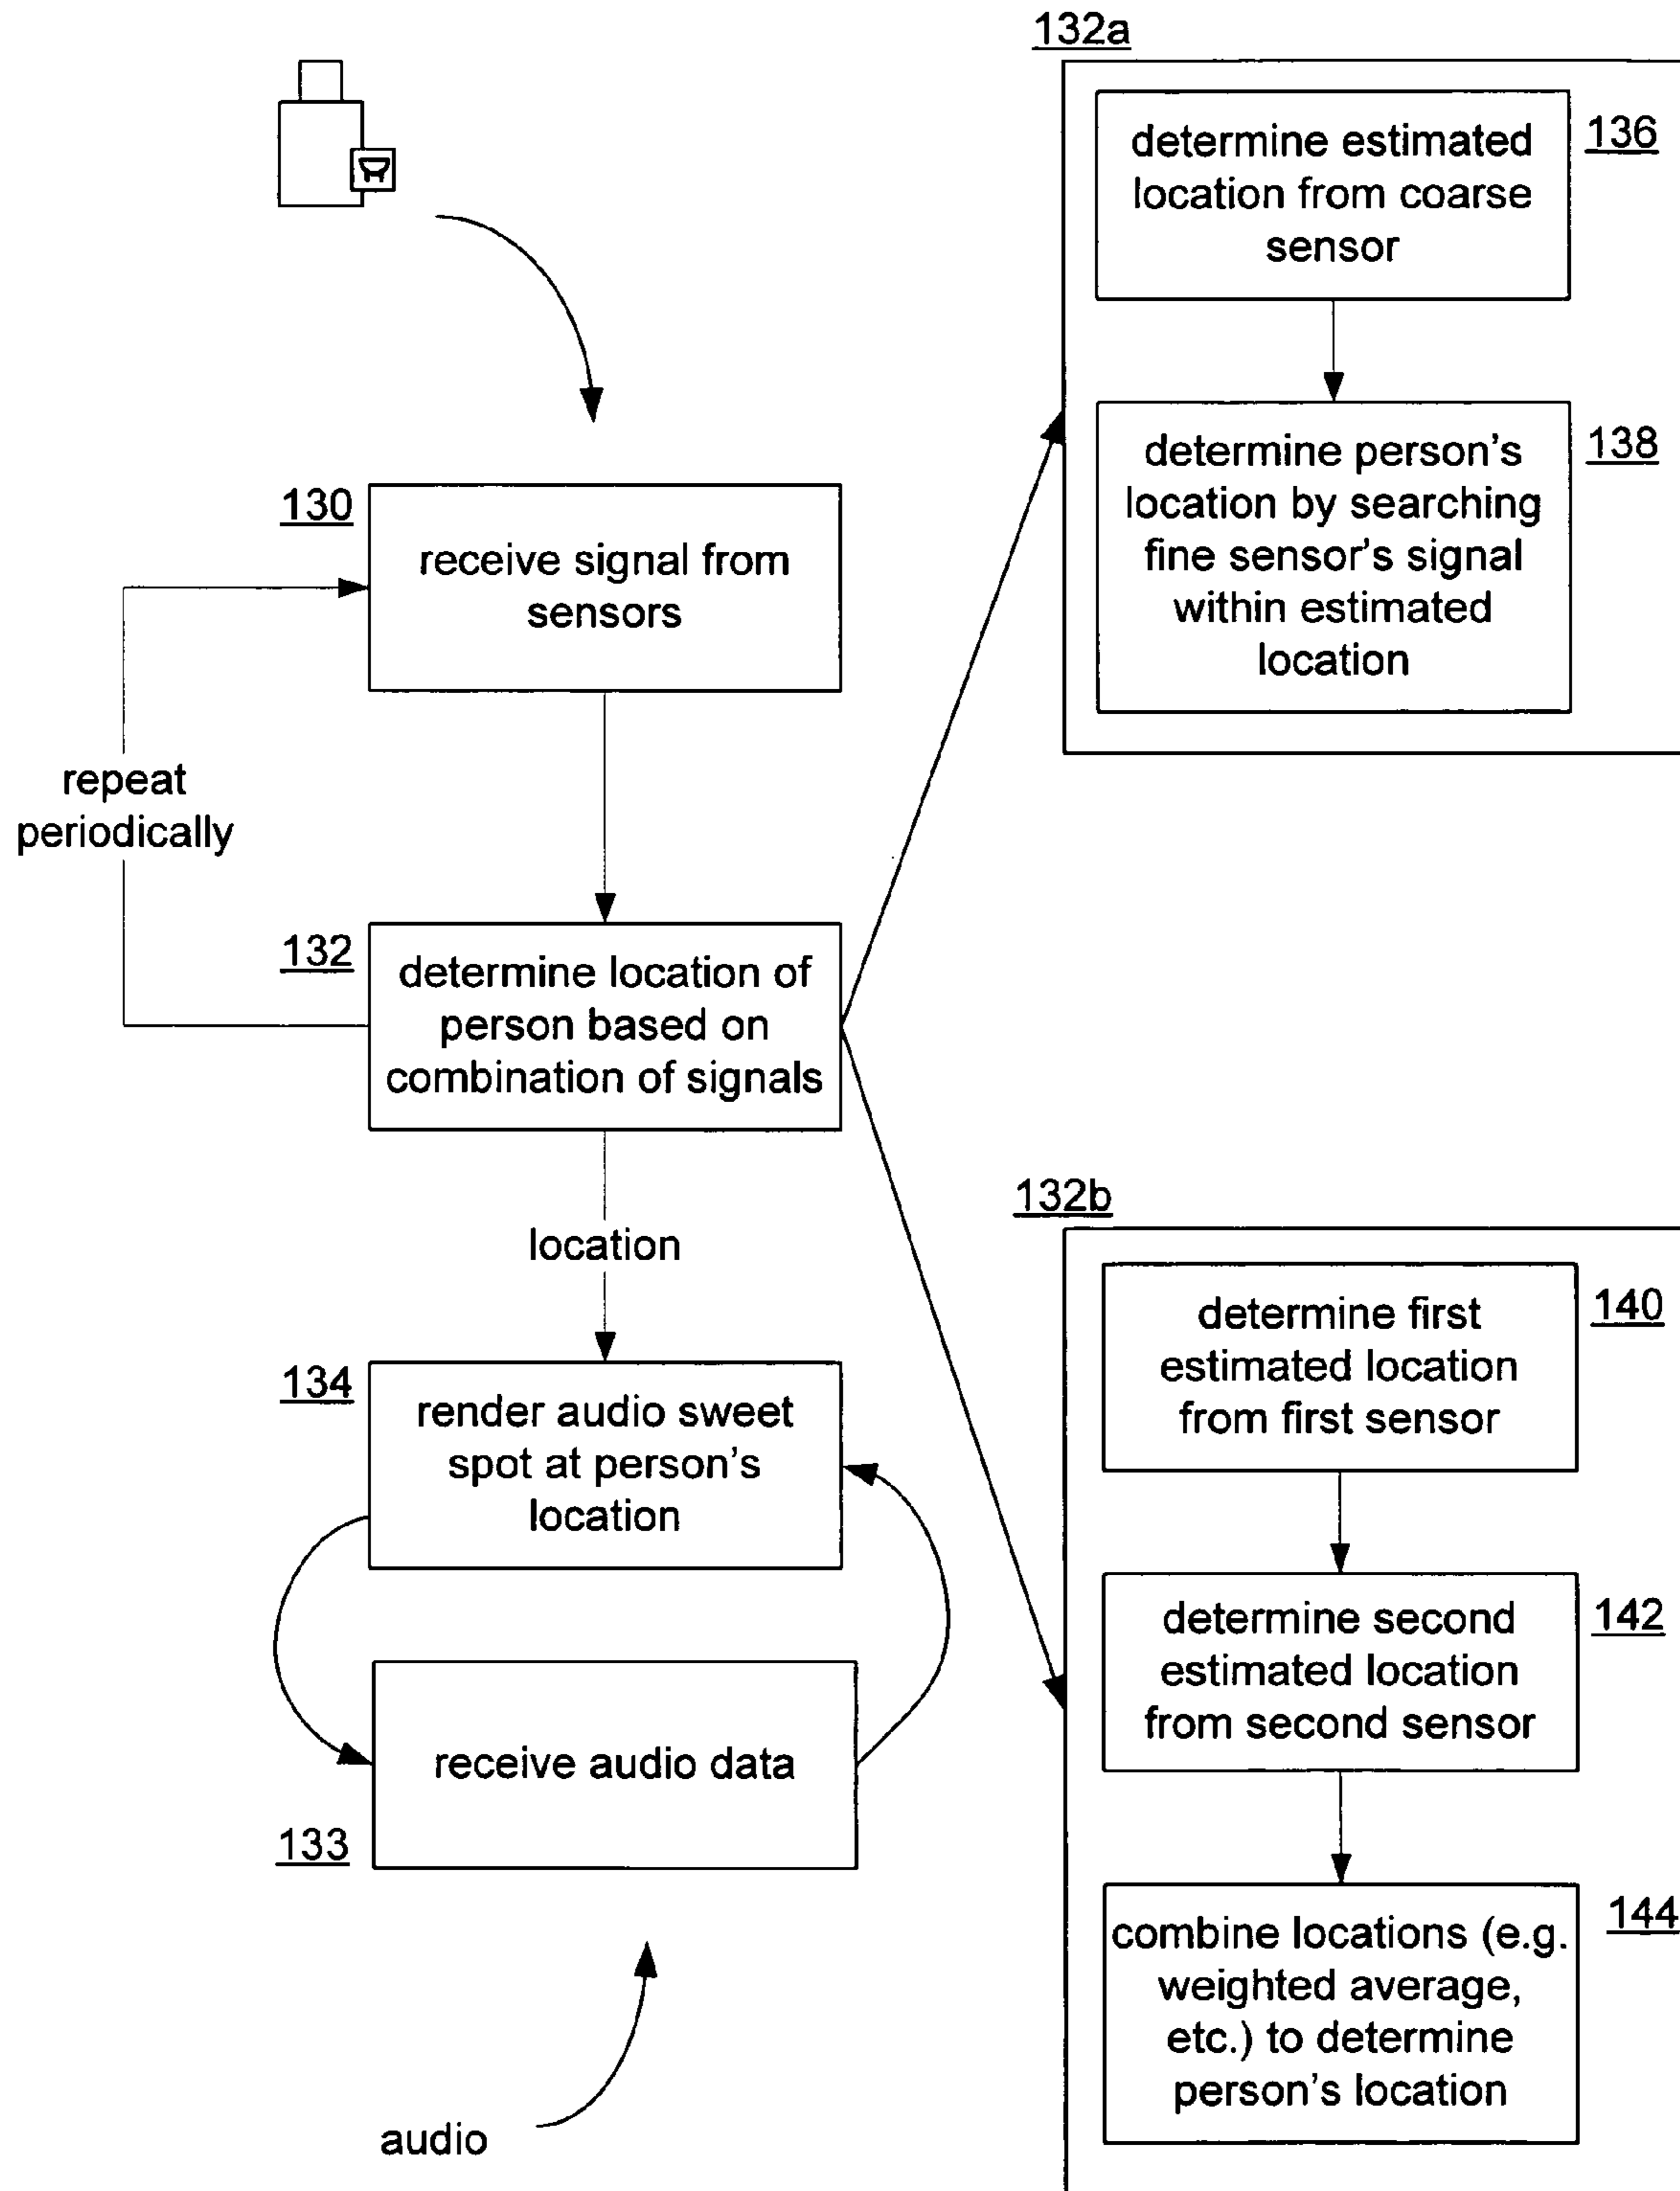 132a
determine estimated
location from coarse
sensor
136
determine person's
location by searching
fine sensor's signal
within estimated
location
138
130
receive signal from
sensors
repeat
periodically
132
determine location of
person based on
combination of signals
location
134
render audio sweet
spot at person's
location
receive audio data
133
audio
132b
determine first
estimated location
from first sensor
140
determine second
estimated location
from second sensor
142
combine locations (e.g.
weighted average,
etc.) to determine
person's location
144